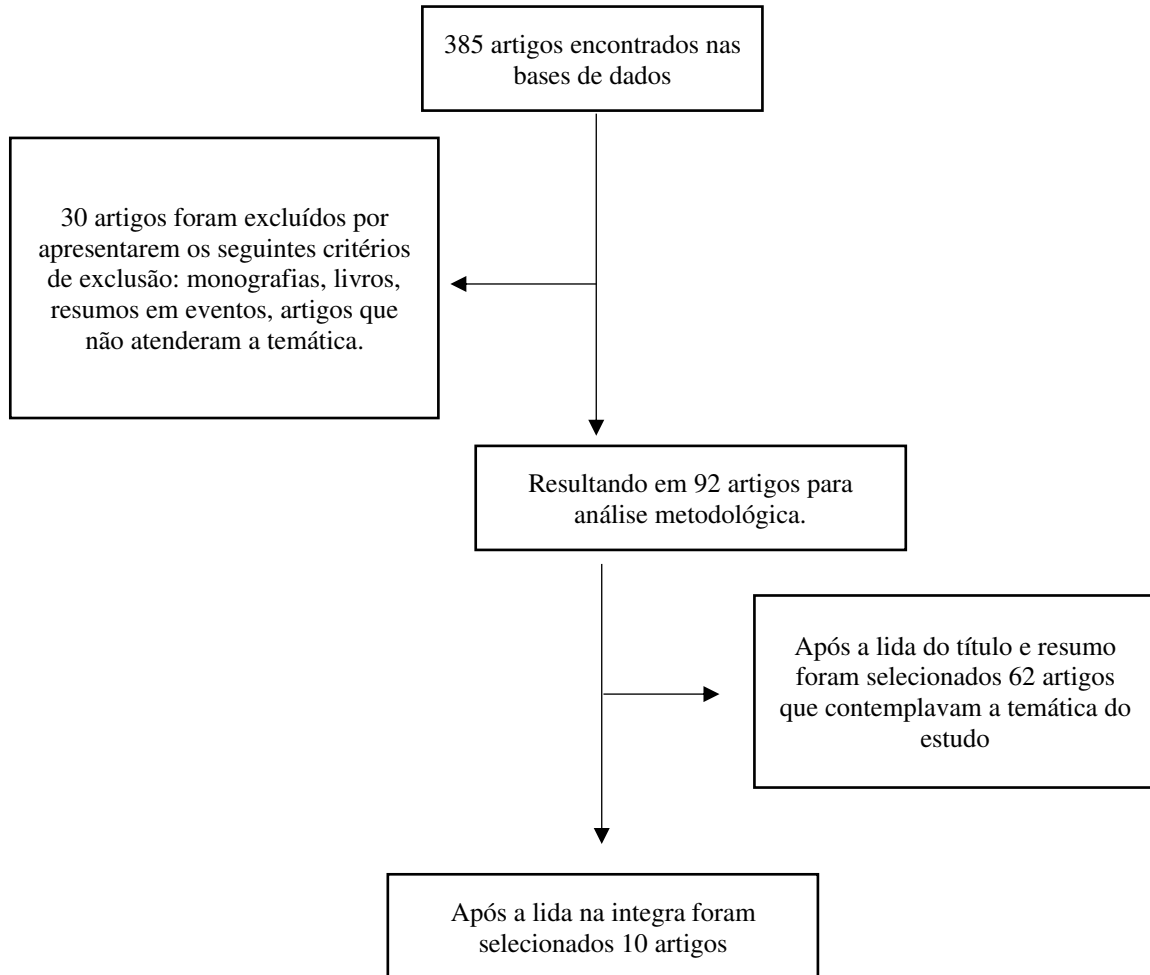 385 artigos encontrados nas
bases de dados
30 artigos foram excluídos por
apresentarem os seguintes critérios
de exclusão: monografias, livros,
resumos em eventos, artigos que
não atenderam a temática.
Resultando em 92 artigos para
análise metodológica.
Após a lida do título e resumo
foram selecionados 62 artigos
que contemplavam a temática do
estudo
Após a lida na integra foram
selecionados 10 artigos